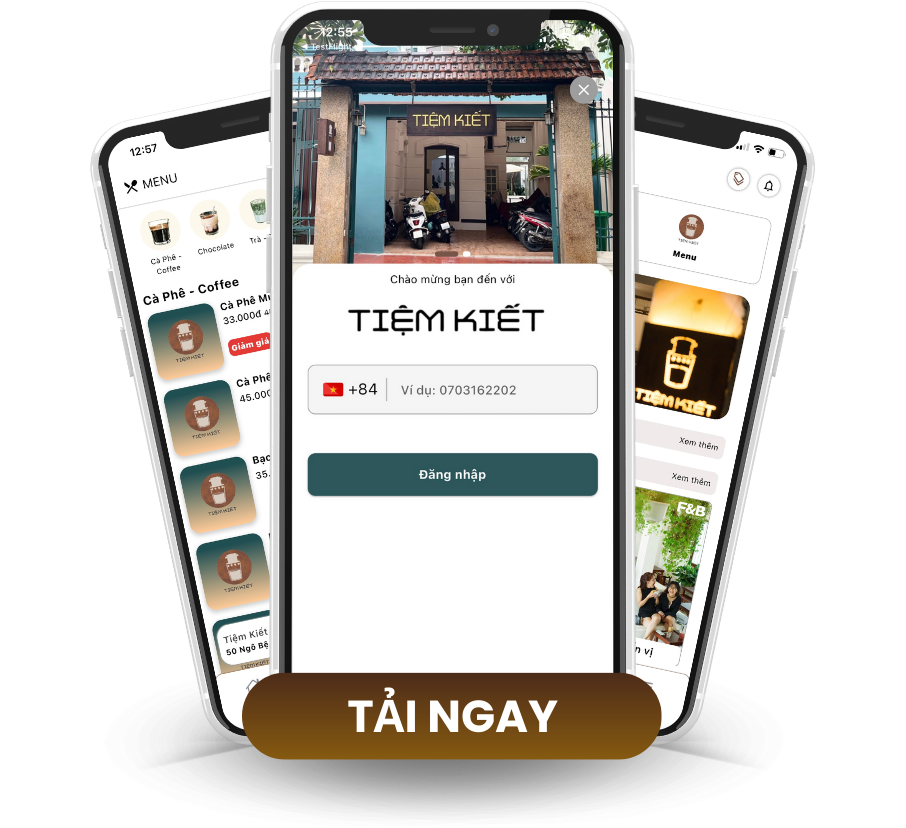 12:57
MENU
Cà Phê -
Coffee
Chocolate
Trà -
Cà Phê - Coffee
Cà Phê Mu
33.000đ
Giảm giá
TIỆM KIẾT
Cà Phê
45.000
TIỆM KIẾT
Bạc
35.
TIỆM KIẾT
TIỆM KIẾT
Tiệm Kiết
50 Ngô Bệ
TIỆM KIẾT
12:55
TestFlight
TIỆM KIẾT
Chào mừng bạn đến với
TIỆM KIẾT
+84 Ví dụ: 0703162202
Đăng nhập
Menu
TIỆM KIẾT
Xem thêm
Xem thêm
F&B
n vị
TẢI NGAY